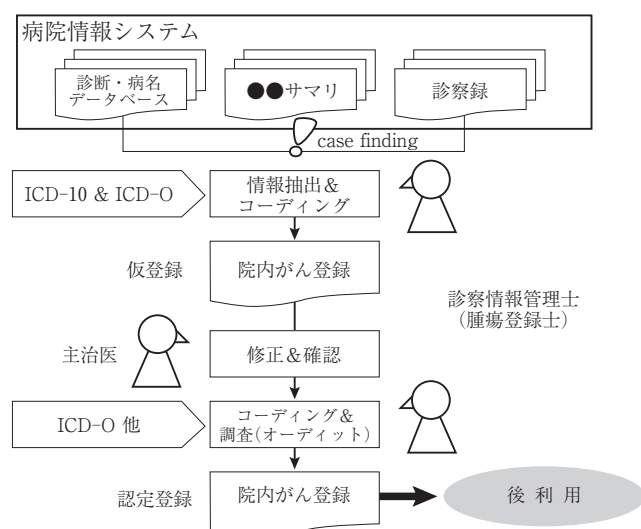 病院情報システム
診断・病名
データベース
●●サマリ
診察録
case finding
ICD-10 & ICD-O
情報抽出&
コーディング
仮登録
院内がん登録
診察情報管理士
(腫瘍登録士)
主治医
修正&確認
ICD-O 他
コーディング&
調査(オーディット)
認定登録
院内がん登録
後 利 用